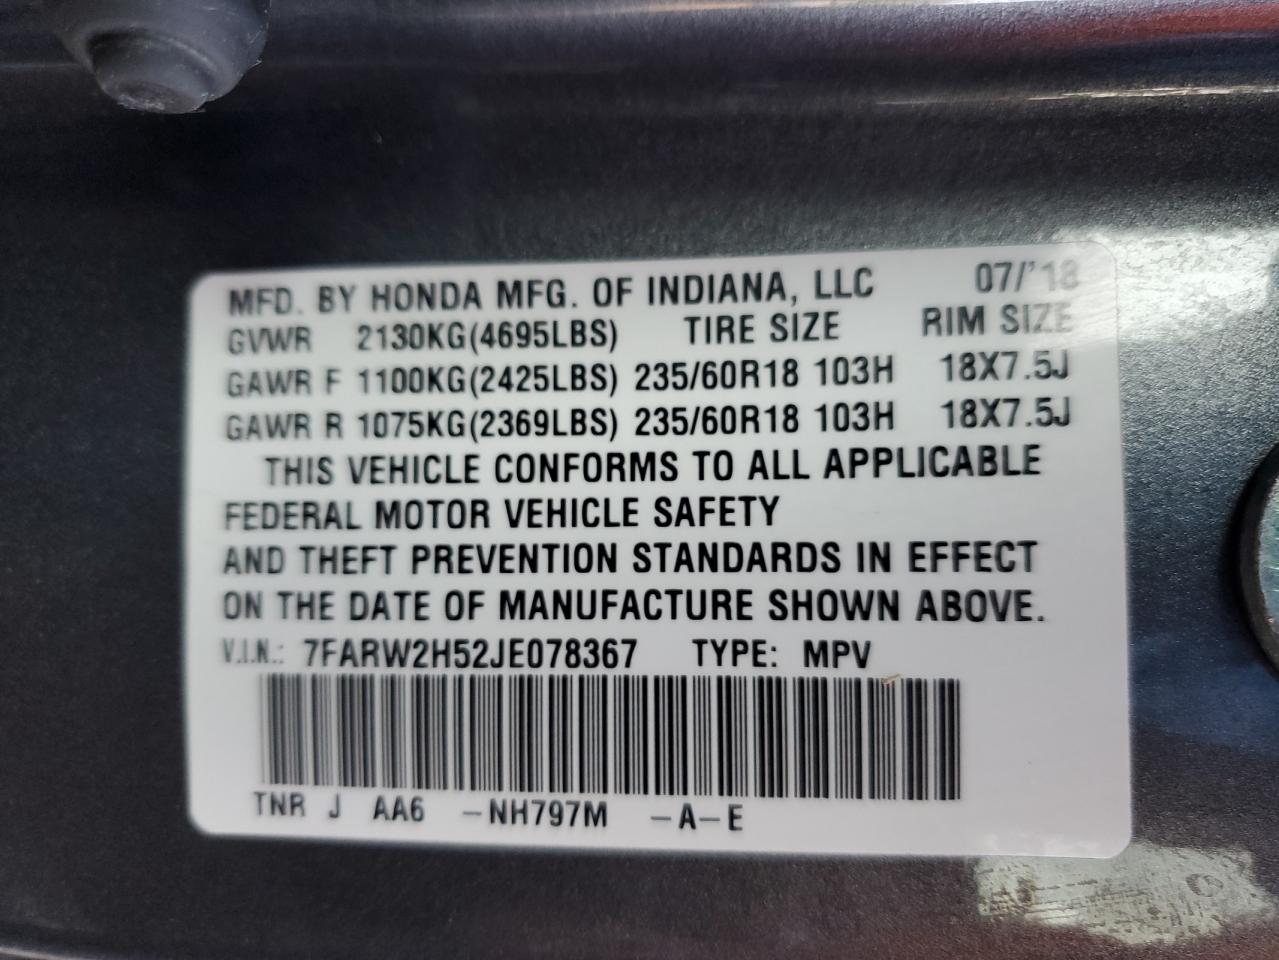 MFD. BY HONDA MFG. OF INDIANA, LLC 07/'18
GVWR 2130KG(4695LBS) TIRE SIZE RIM SIZE
GAWR F 1100KG(2425LBS) 235/60R18 103H 18X7.5J
GAWR R 1075KG(2369LBS) 235/60R18 103H 18X7.5J
THIS VEHICLE CONFORMS TO ALL APPLICABLE
FEDERAL MOTOR VEHICLE SAFETY
AND THEFT PREVENTION STANDARDS IN EFFECT
ON THE DATE OF MANUFACTURE SHOWN ABOVE.
V.I.N.: 7FARW2H52JE078367 TYPE: MPV
TNR J AA6 -NH797M -A-E